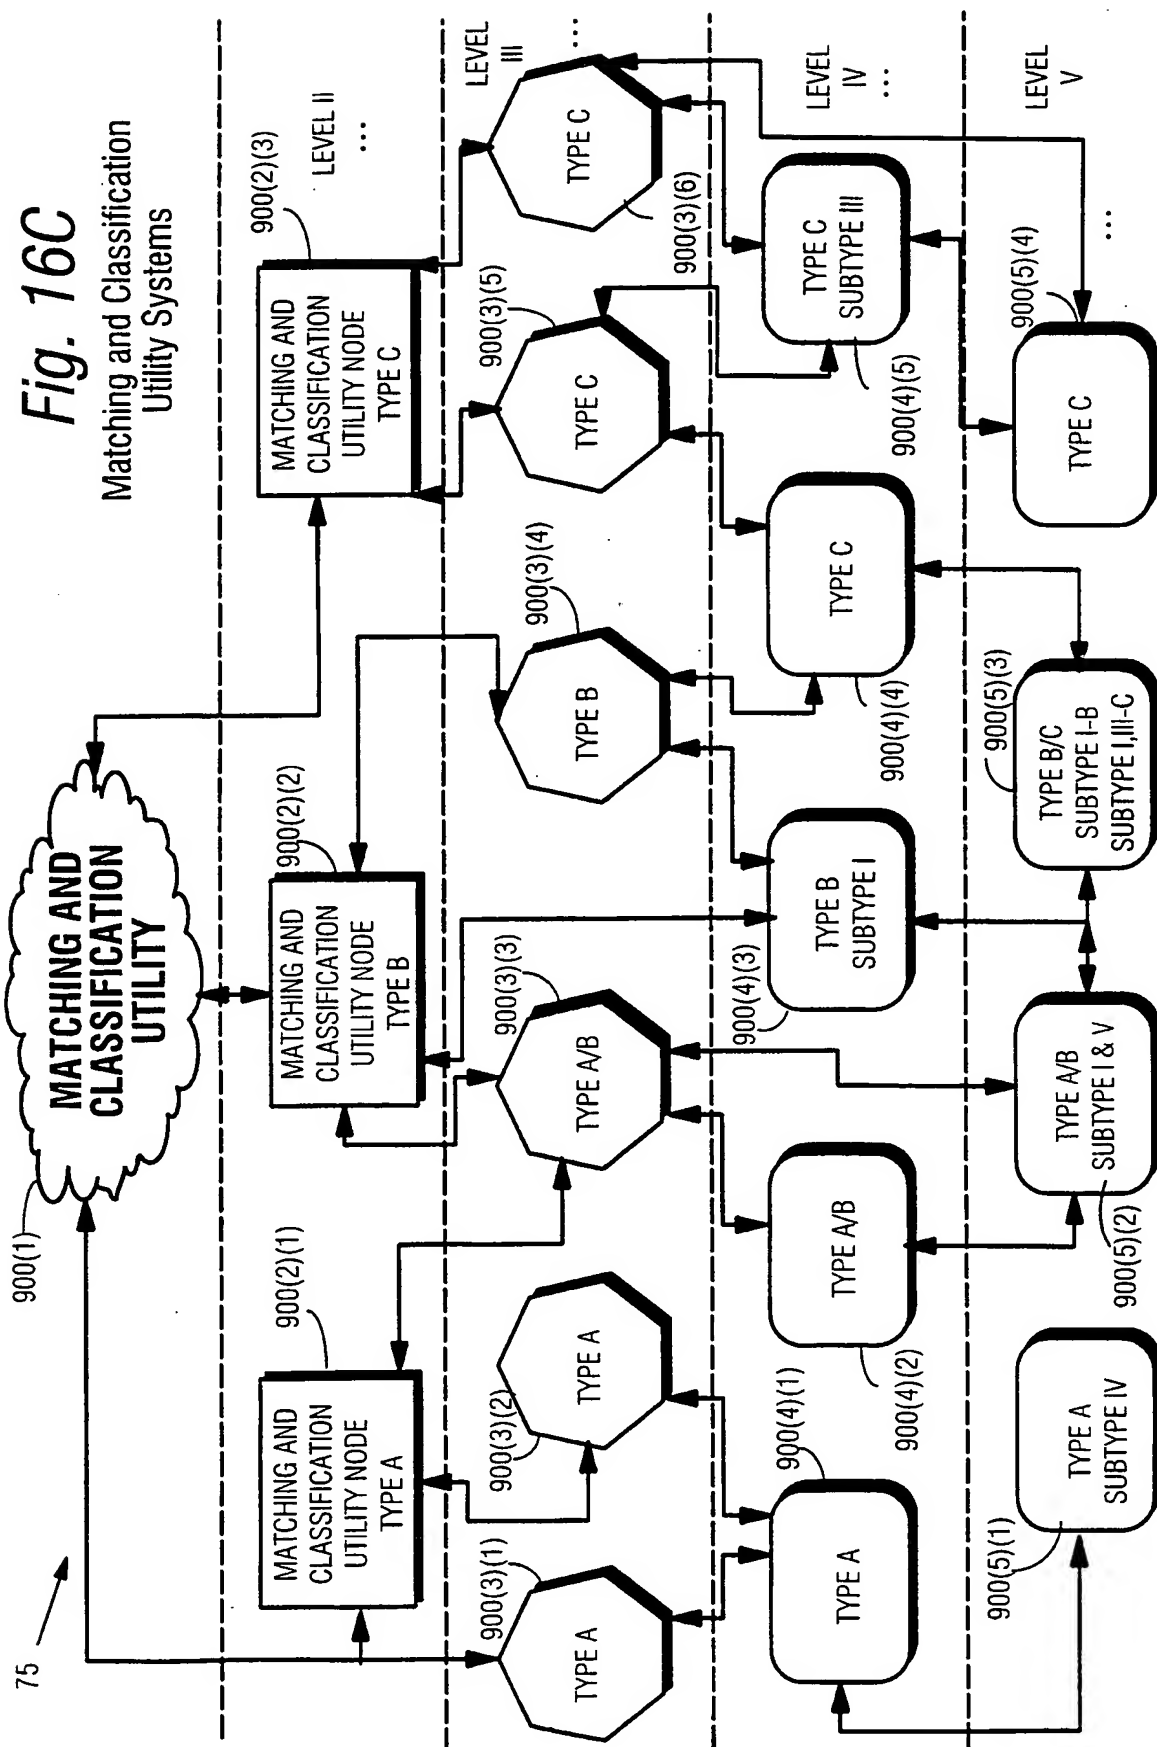 Fig. 16C
Matching and Classification
Utility Systems
75
900(1)
MATCHING AND
CLASSIFICATION
UTILITY
LEVEL II
...
900(2)(1)
MATCHING AND
CLASSIFICATION
UTILITY NODE
TYPE A
900(2)(2)
MATCHING AND
CLASSIFICATION
UTILITY NODE
TYPE B
900(2)(3)
MATCHING AND
CLASSIFICATION
UTILITY NODE
TYPE C
LEVEL
III
...
900(3)(1)
TYPE A
900(3)(2)
TYPE A
900(3)(3)
TYPE A/B
900(3)(4)
TYPE B
900(3)(5)
TYPE C
900(3)(6)
TYPE C
LEVEL
IV
...
900(4)(1)
TYPE A
900(4)(2)
TYPE A/B
900(4)(3)
TYPE B
SUBTYPE I
900(4)(4)
TYPE C
900(4)(5)
TYPE C
SUBTYPE III
LEVEL
V
...
900(5)(1)
TYPE A
SUBTYPE IV
900(5)(2)
TYPE A/B
SUBTYPE I & V
900(5)(3)
TYPE B/C
SUBTYPE I-B
SUBTYPE I,III-C
900(5)(4)
TYPE C